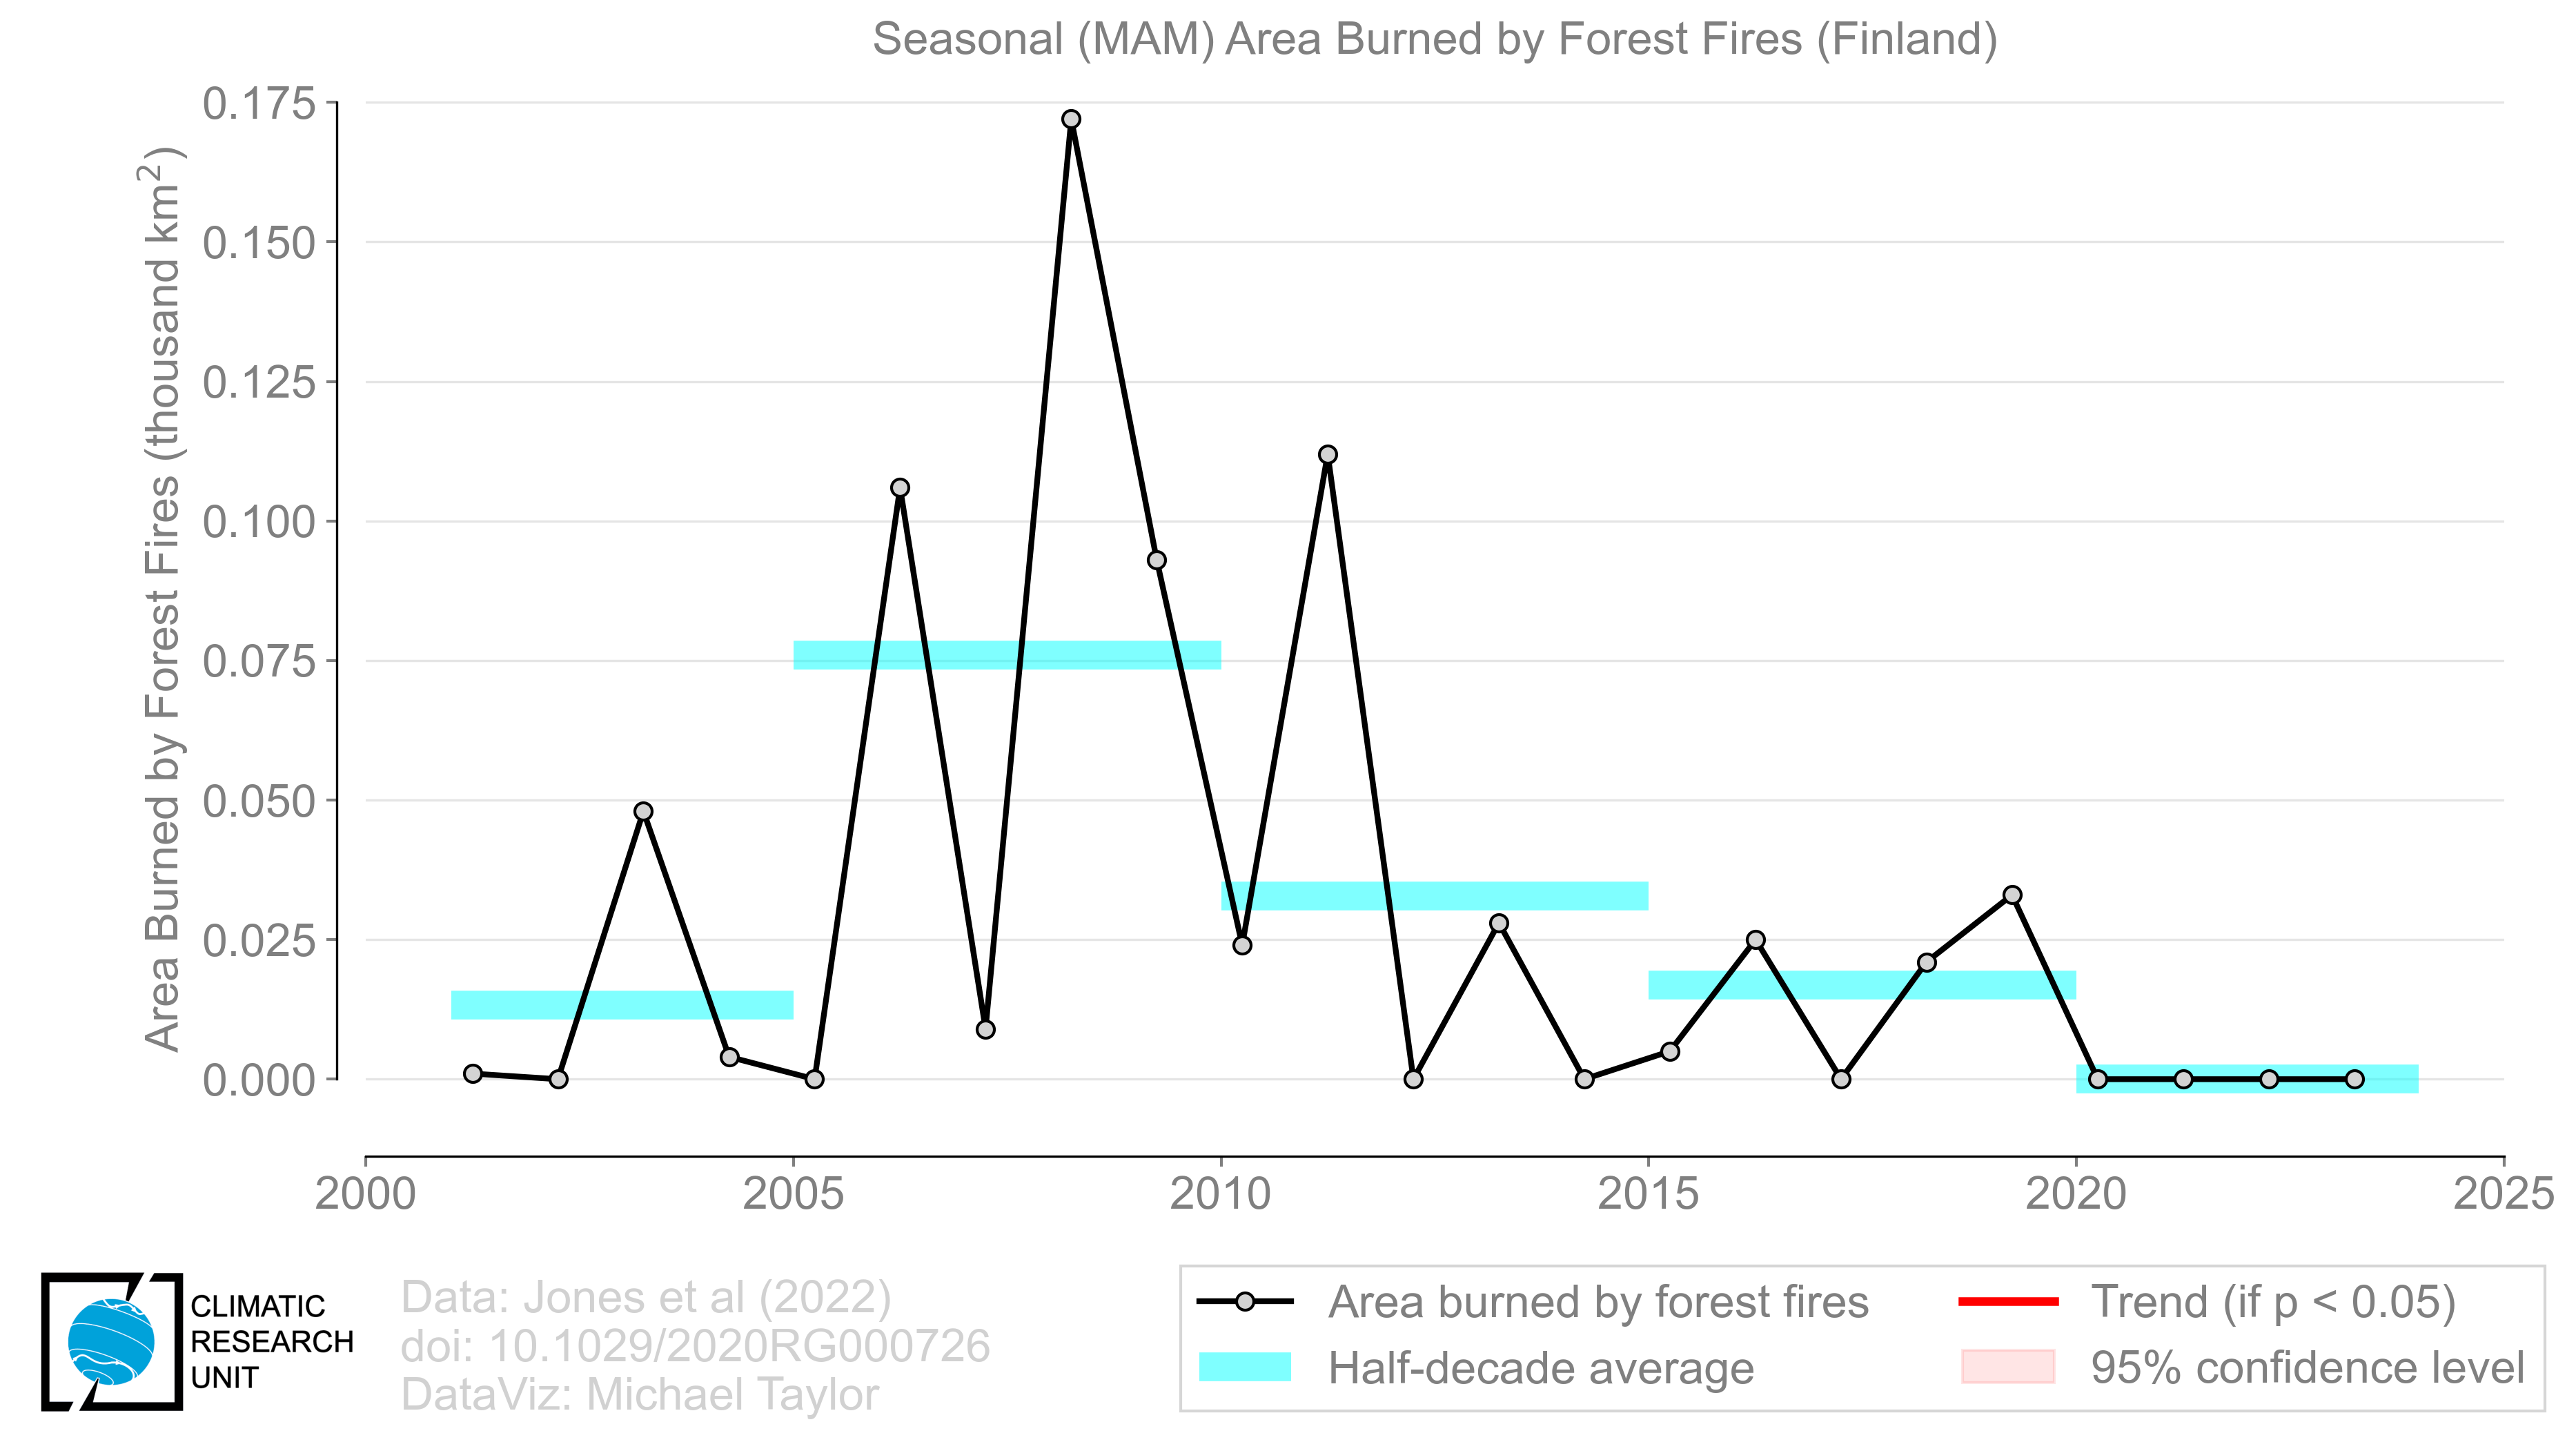 Seasonal (MAM) Area Burned by Forest Fires (Finland)
Area Burned by Forest Fires (thousand km²)
0.175
0.150
0.125
0.100
0.075
0.050
0.025
0.000
2000
2005
2010
2015
2020
2025
CLIMATIC
RESEARCH
UNIT
Data: Jones et al (2022)
doi: 10.1029/2020RG000726
DataViz: Michael Taylor
Area burned by forest fires
Half-decade average
Trend (if p < 0.05)
95% confidence level